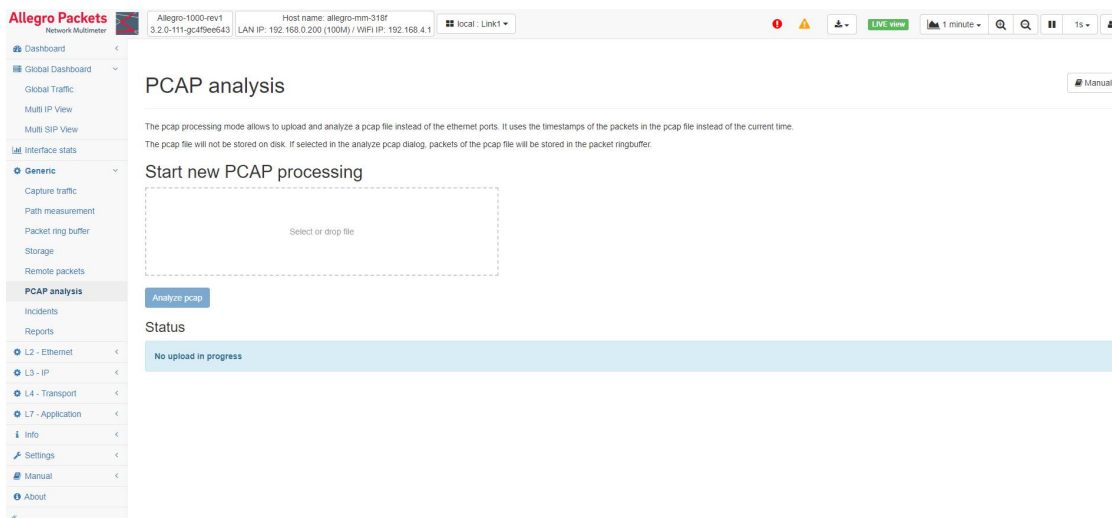 Allegro Packets
Network Multimeter
Allegro-1000-rev1
3.2.0-111-gc4f9ee643
Host name: allegro-mm-318f
LAN IP: 192.168.0.200 (100M) / WiFi IP: 192.168.4.1
local : Link1
LIVE view
1 minute
1s
Dashboard
Global Dashboard
Global Traffic
Multi IP View
Multi SIP View
Interface stats
Generic
Capture traffic
Path measurement
Packet ring buffer
Storage
Remote packets
PCAP analysis
Incidents
Reports
L2 - Ethernet
L3 - IP
L4 - Transport
L7 - Application
Info
Settings
Manual
About
PCAP analysis
Manual
The pcap processing mode allows to upload and analyze a pcap file instead of the ethernet ports. It uses the timestamps of the packets in the pcap file instead of the current time.
The pcap file will not be stored on disk. If selected in the analyze pcap dialog, packets of the pcap file will be stored in the packet ringbuffer.
Start new PCAP processing
Select or drop file
Analyze pcap
Status
No upload in progress